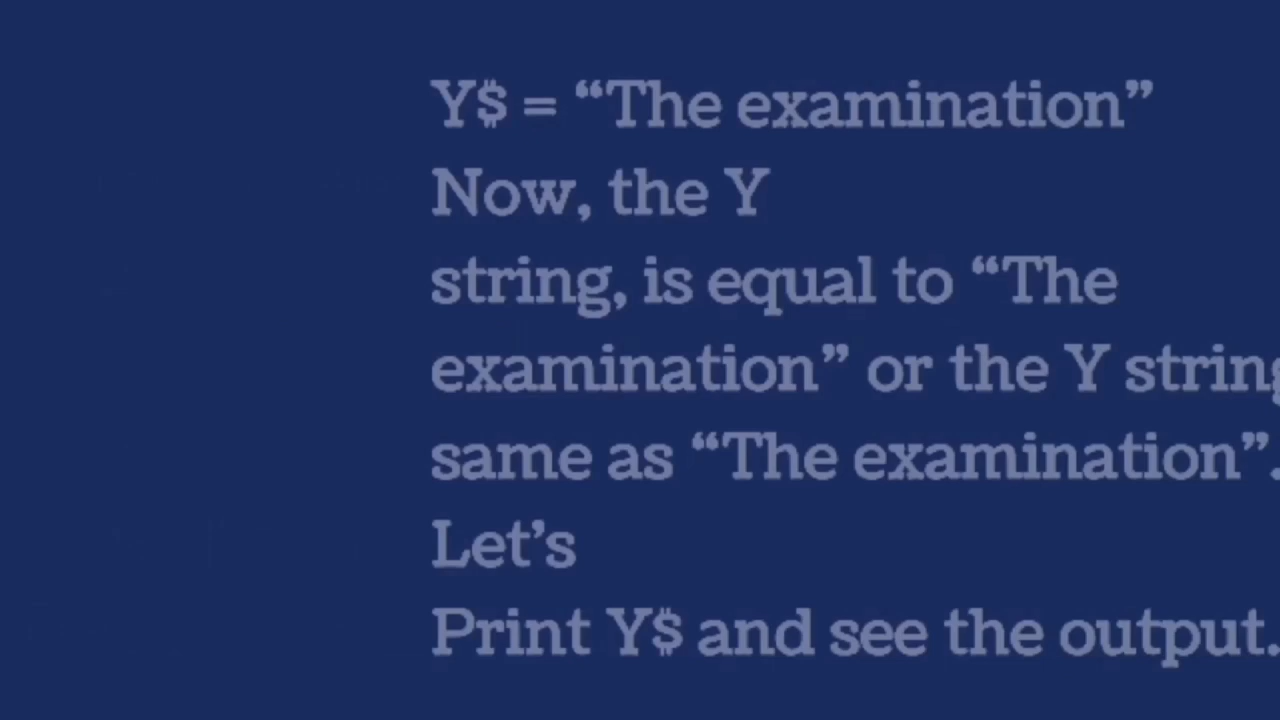 Y$ = “The examination”
Now, the Y
string, is equal to “The
examination” or the Y string
same as “The examination”.
Let’s
Print Y$ and see the output.